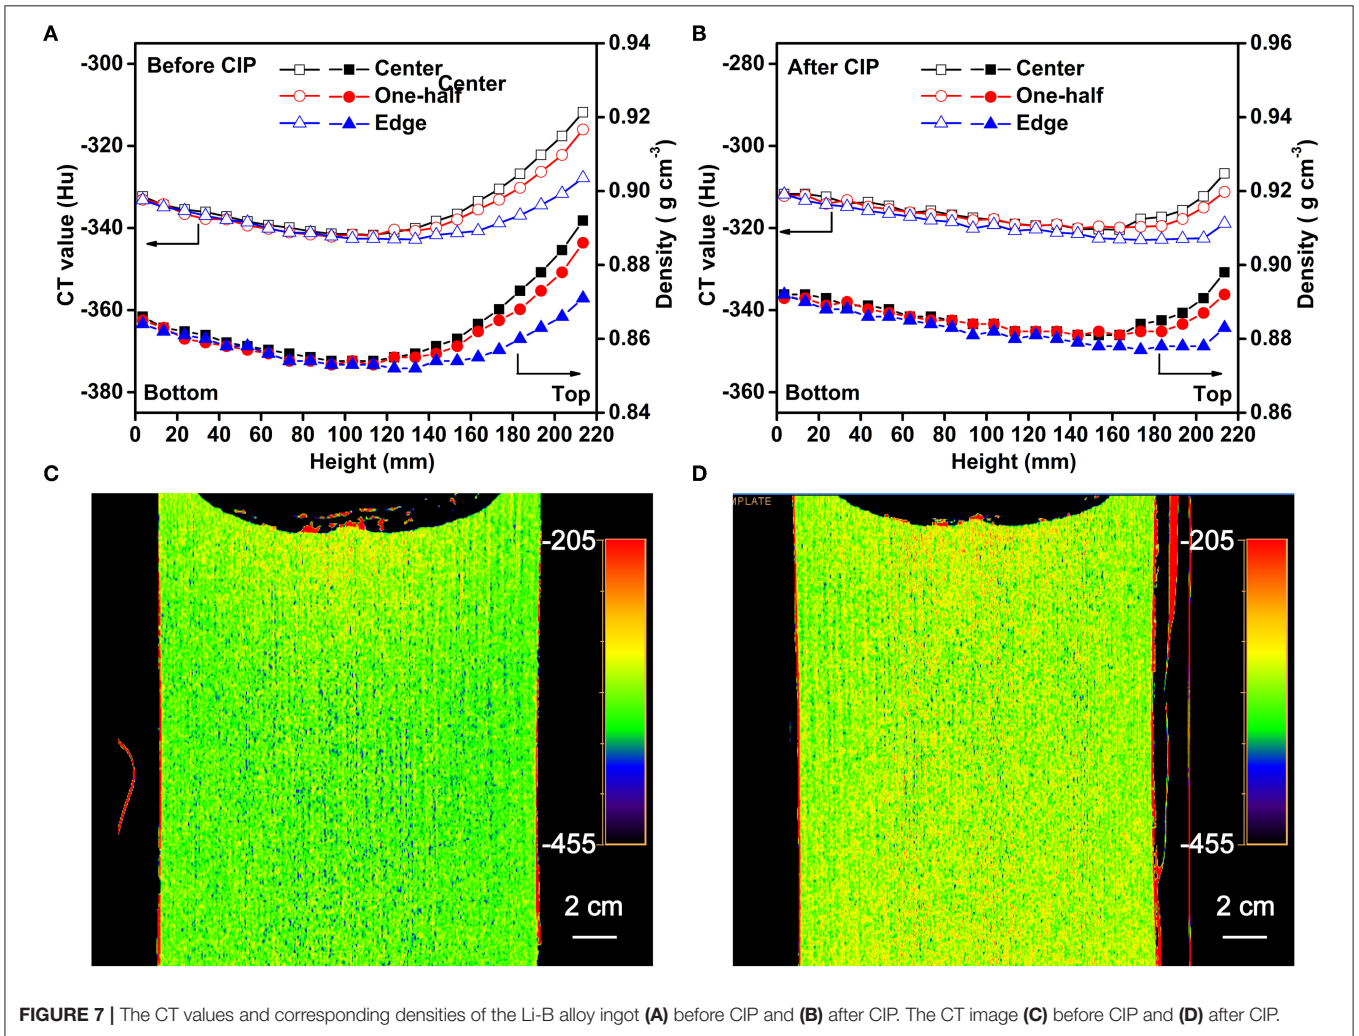 A
B
Before CIP
Center
Center
One-half
Edge
CT value (Hu)
-300
-320
-340
-360
-380
0.94
0.92
0.90
0.88
0.86
0.84
Density ( g cm-3)
Bottom
Top
0 20 40 60 80 100 120 140 160 180 200 220
Height (mm)
After CIP
Center
One-half
Edge
CT value (Hu)
-280
-300
-320
-340
-360
0.96
0.94
0.92
0.90
0.88
0.86
Density ( g cm-3)
Bottom
Top
0 20 40 60 80 100 120 140 160 180 200 220
Height (mm)
C
D
-205
-455
2 cm
MPLATE
-205
-455
2 cm
FIGURE 7 | The CT values and corresponding densities of the Li-B alloy ingot (A) before CIP and (B) after CIP. The CT image (C) before CIP and (D) after CIP.